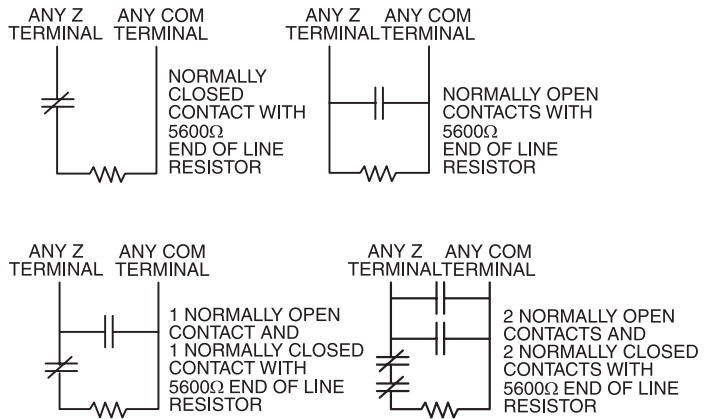 ANY Z
TERMINAL
ANY COM
TERMINAL
NORMALLY
CLOSED
CONTACT WITH
5600Ω
END OF LINE
RESISTOR
ANY Z
TERMINAL
ANY COM
TERMINAL
NORMALLY OPEN
CONTACTS WITH
5600Ω
END OF LINE
RESISTOR
ANY Z
TERMINAL
ANY COM
TERMINAL
1 NORMALLY OPEN
CONTACT AND
1 NORMALLY CLOSED
CONTACT WITH
5600Ω END OF LINE
RESISTOR
ANY Z
TERMINAL
ANY COM
TERMINAL
2 NORMALLY OPEN
CONTACTS AND
2 NORMALLY CLOSED
CONTACTS WITH
5600Ω END OF LINE
RESISTOR